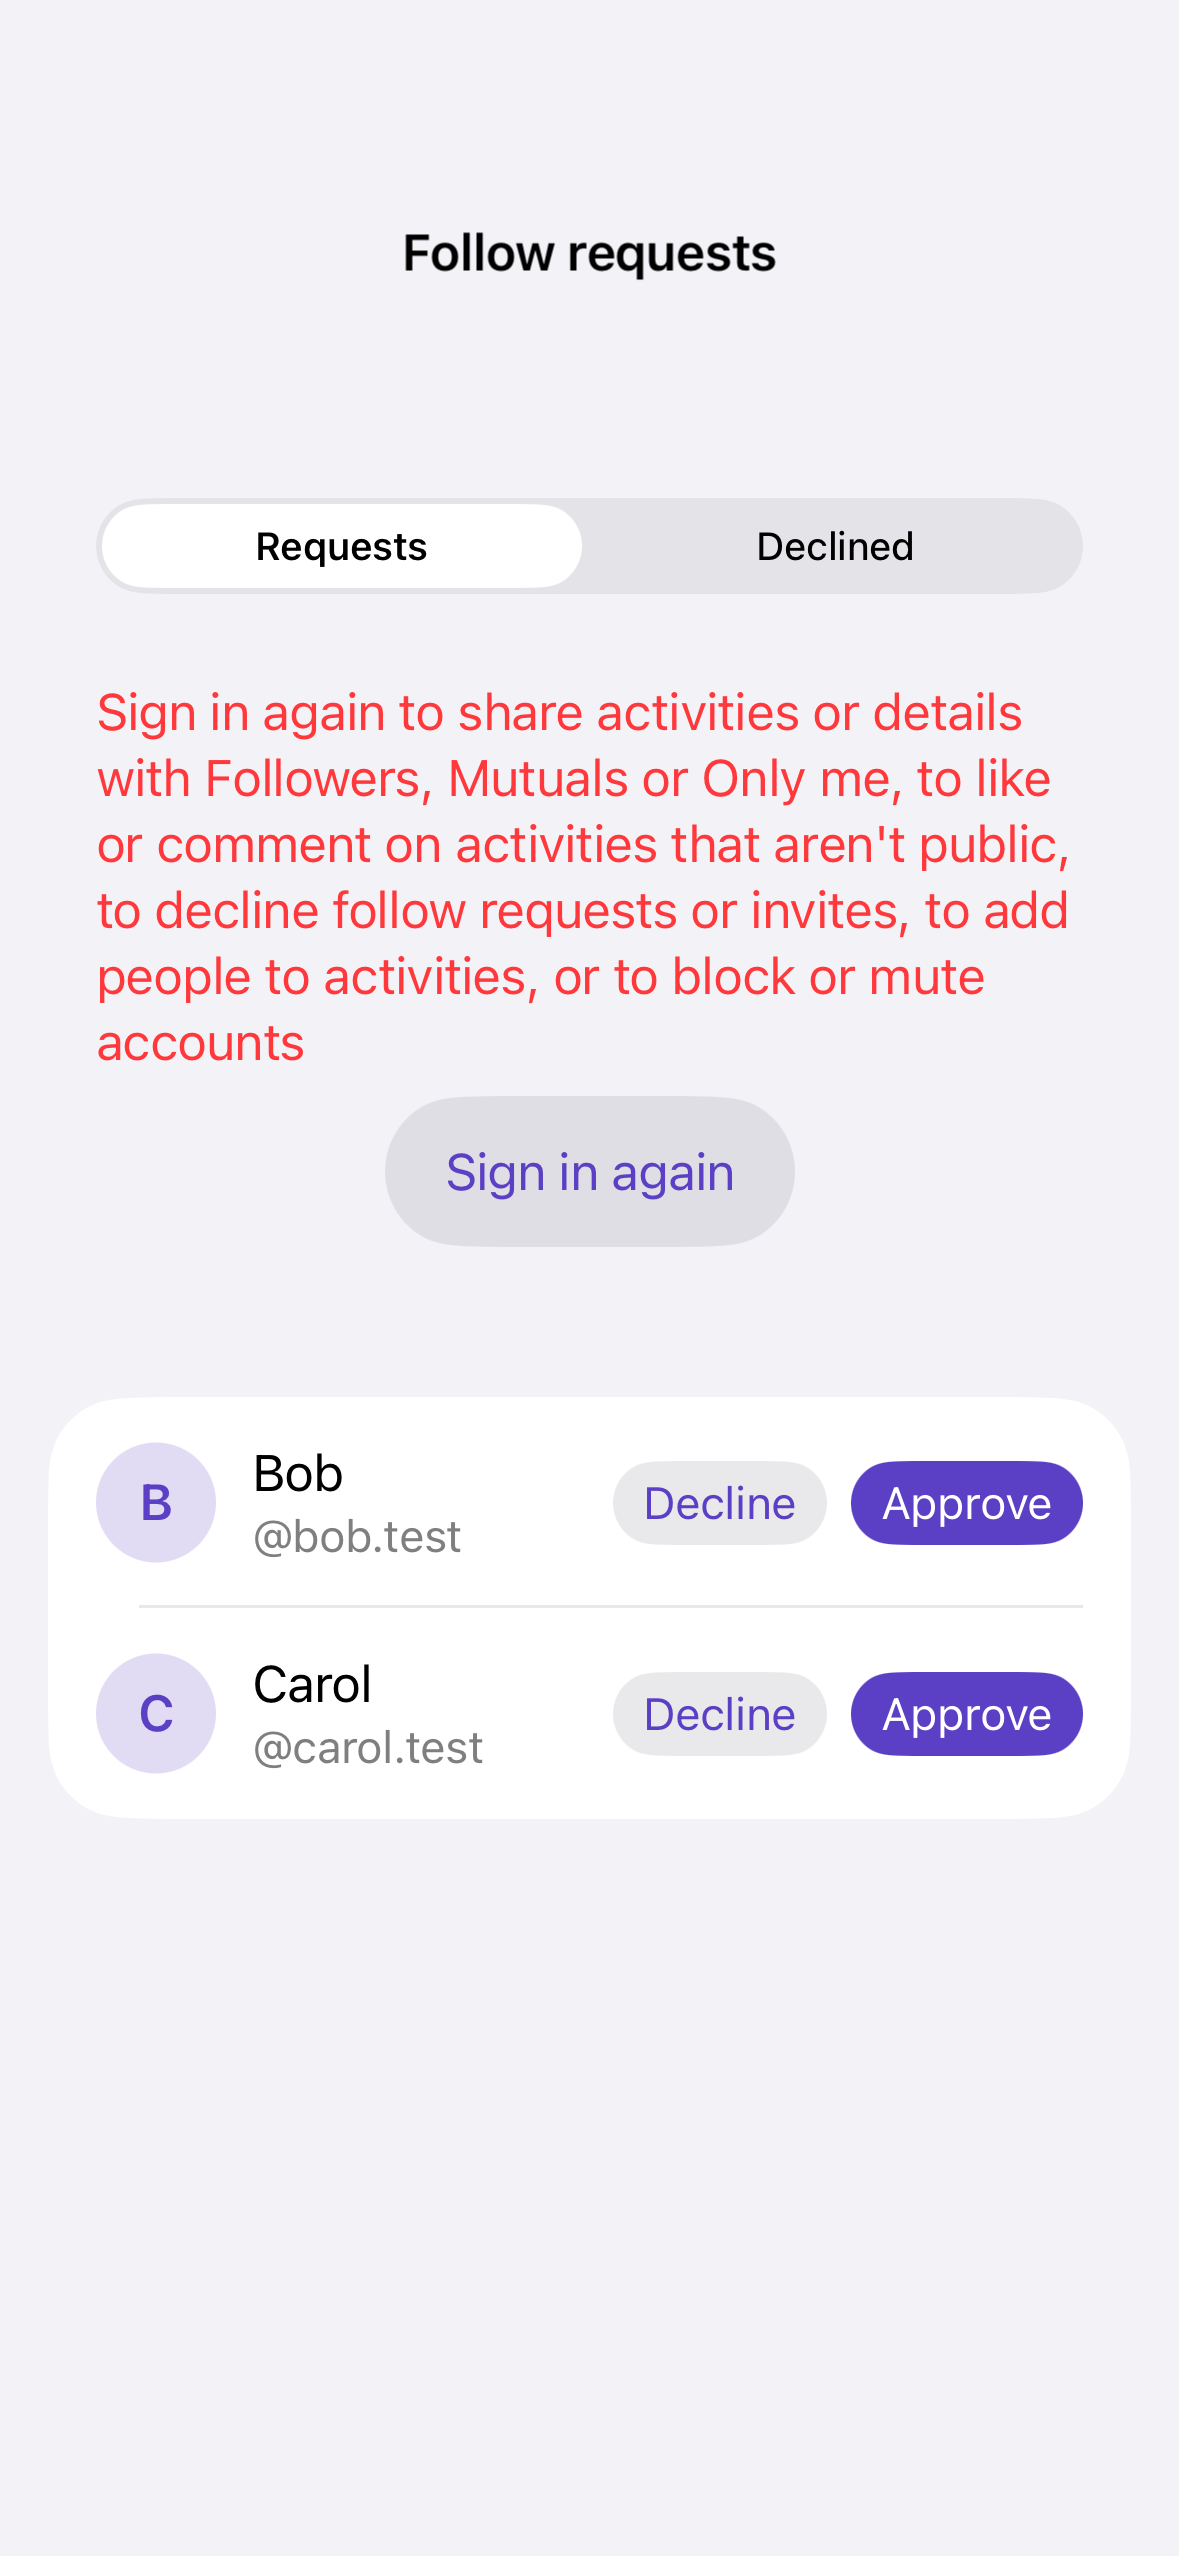 Follow requests
Requests
Declined
Sign in again to share activities or details
with Followers, Mutuals or Only me, to like
or comment on activities that aren't public,
to decline follow requests or invites, to add
people to activities, or to block or mute
accounts
Sign in again
B
Bob
@bob.test
Decline
Approve
C
Carol
@carol.test
Decline
Approve